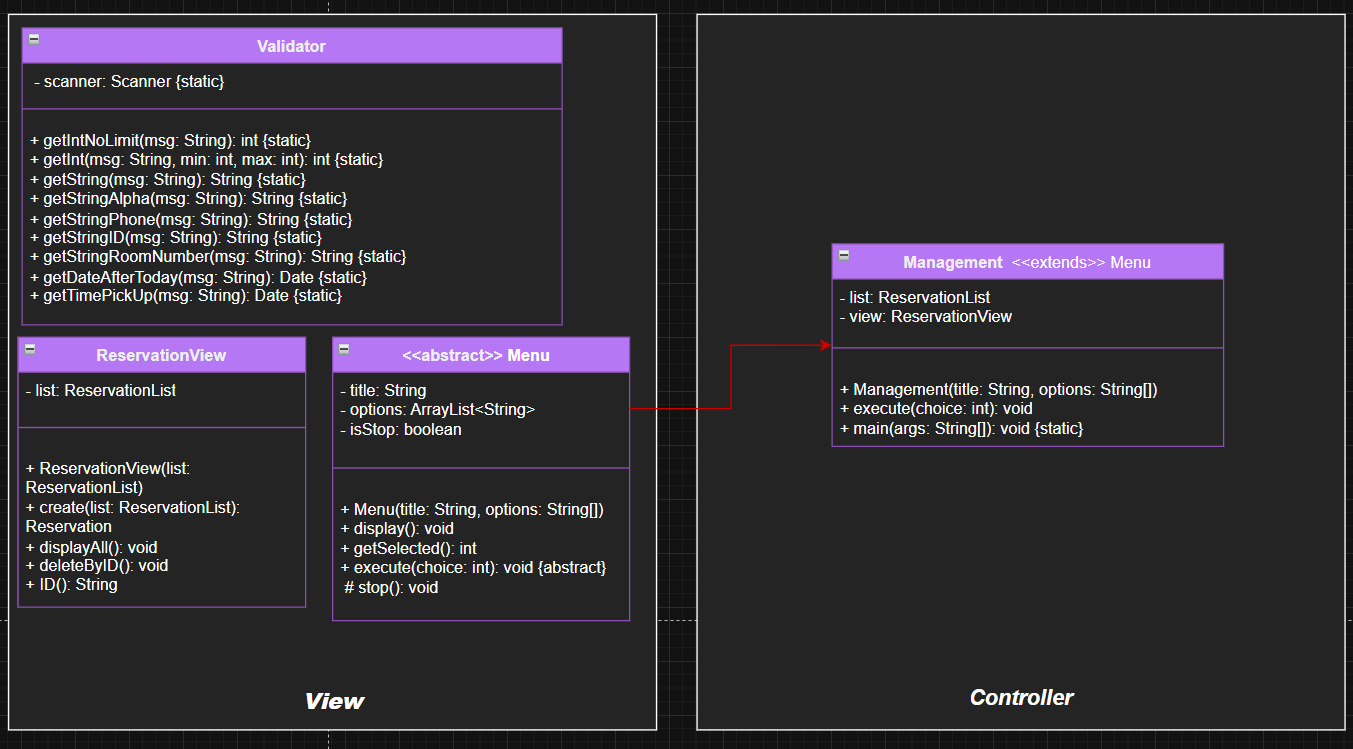 Validator
- scanner: Scanner {static}
+ getIntNoLimit(msg: String): int {static}
+ getInt(msg: String, min: int, max: int): int {static}
+ getString(msg: String): String {static}
+ getStringAlpha(msg: String): String {static}
+ getStringPhone(msg: String): String {static}
+ getStringID(msg: String): String {static}
+ getStringRoomNumber(msg: String): String {static}
+ getDateAfterToday(msg: String): Date {static}
+ getTimePickUp(msg: String): Date {static}
ReservationView
- list: ReservationList
+ ReservationView(list:
ReservationList)
+ create(list: ReservationList):
Reservation
+ displayAll(): void
+ deleteByID(): void
+ ID(): String
<<abstract>> Menu
- title: String
- options: ArrayList<String>
- isStop: boolean
+ Menu(title: String, options: String[])
+ display(): void
+ getSelected(): int
+ execute(choice: int): void {abstract}
# stop(): void
View
Management <<extends>> Menu
- list: ReservationList
- view: ReservationView
+ Management(title: String, options: String[])
+ execute(choice: int): void
+ main(args: String[]): void {static}
Controller